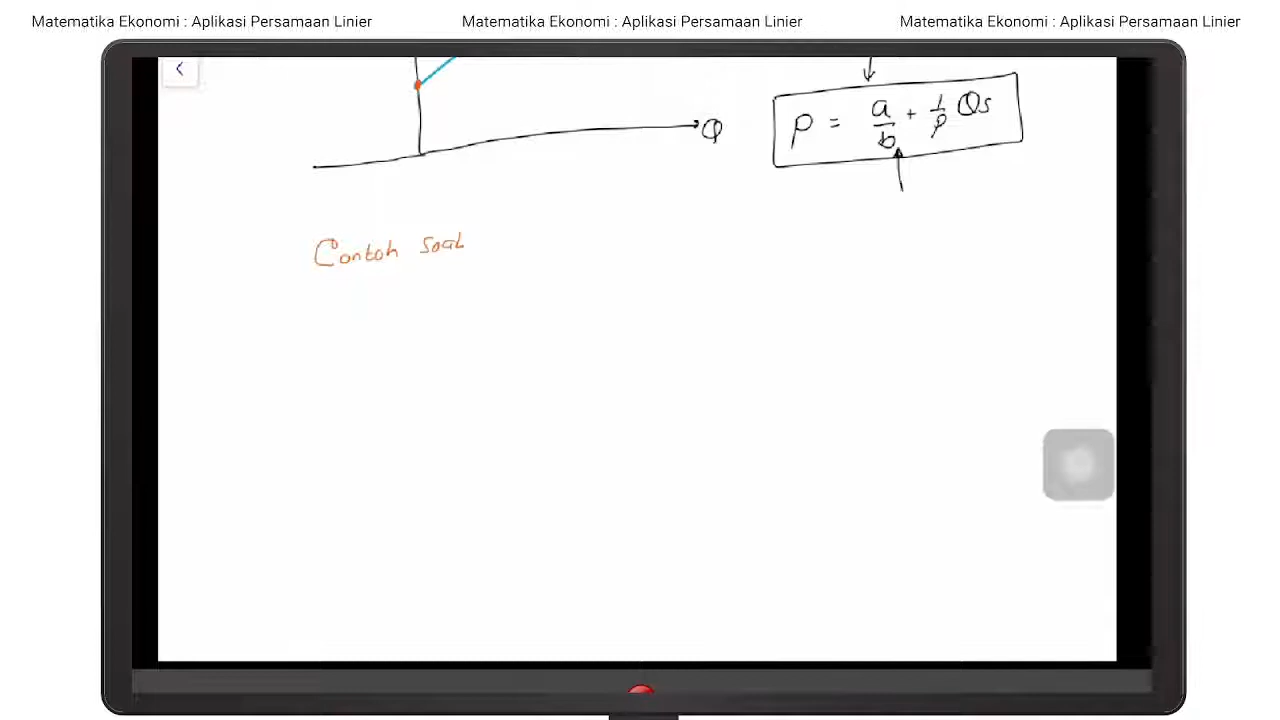 Matematika Ekonomi : Aplikasi Persamaan Linier Matematika Ekonomi : Aplikasi Persamaan Linier Matematika Ekonomi : Aplikasi Persamaan Linier
Q
P = a/b + 1/p Qs
Contoh soal